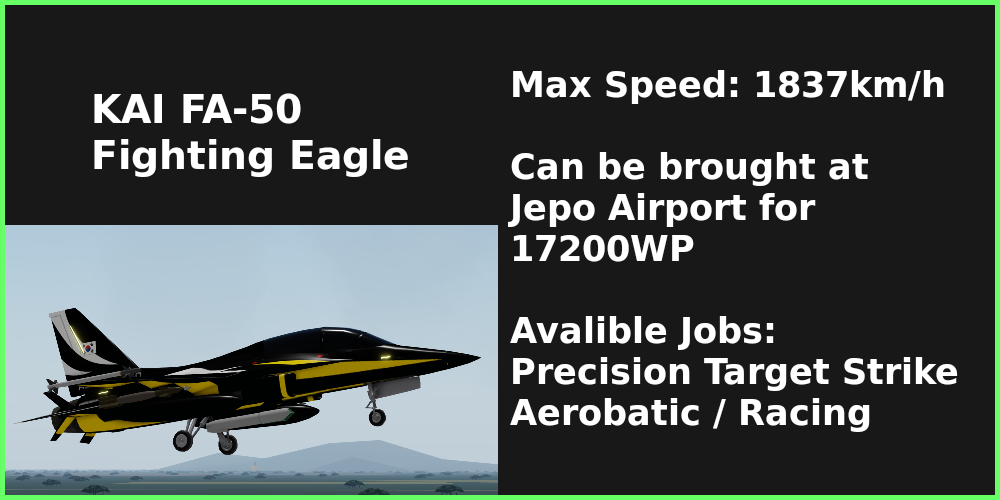 KAI FA-50
Fighting Eagle
Max Speed: 1837km/h
Can be brought at
Jepo Airport for
17200WP
Avalible Jobs:
Precision Target Strike
Aerobatic / Racing